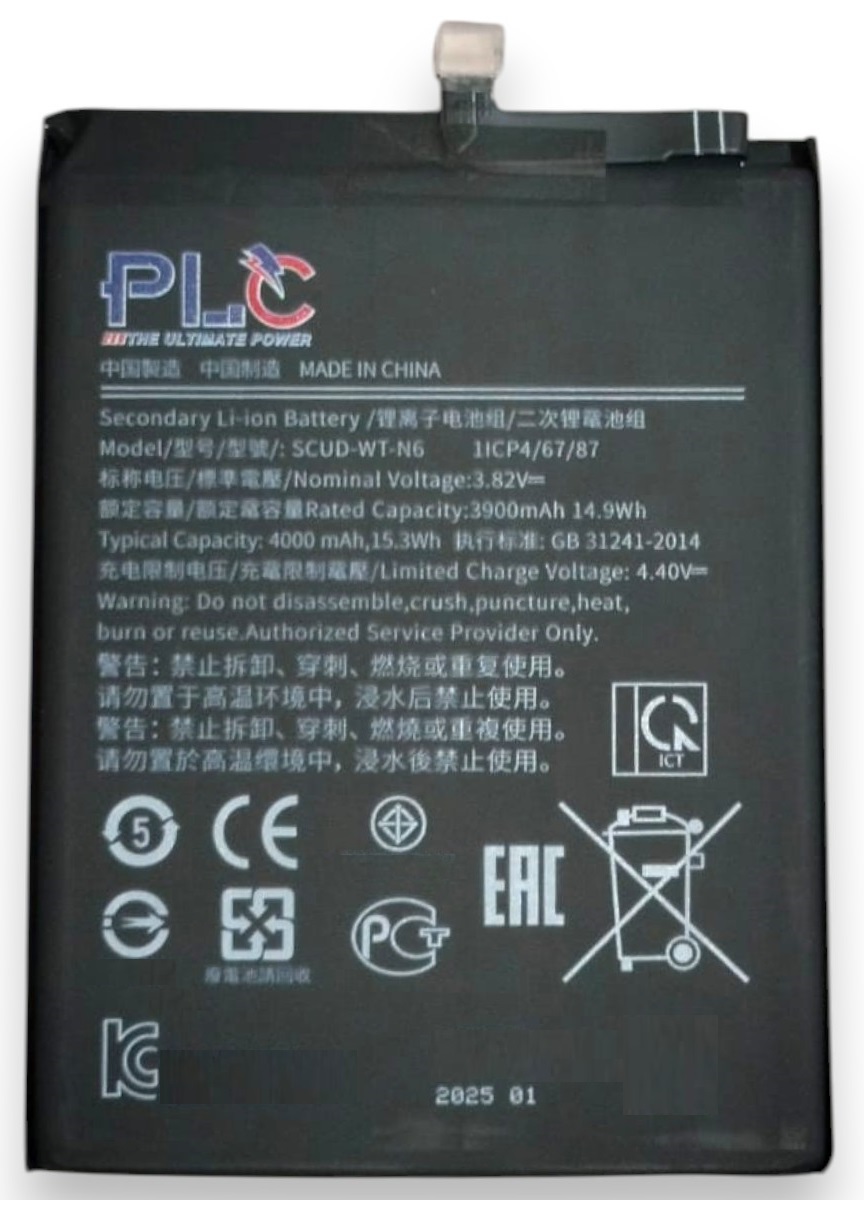 PLC
THE ULTIMATE POWER
中国製造 中国制造 MADE IN CHINA
Secondary Li-ion Battery /锂离子电池组/二次锂電池组
Model/型号/型號/: SCUD-WT-N6 1ICP4/67/87
标称电压/標準電壓/Nominal Voltage:3.82V⎓
额定容量/额定電容量Rated Capacity:3900mAh 14.9Wh
Typical Capacity: 4000 mAh,15.3Wh 执行标准: GB 31241-2014
充电限制电压/充電限制電壓/Limited Charge Voltage: 4.40V⎓
Warning: Do not disassemble,crush,puncture,heat,
burn or reuse.Authorized Service Provider Only.
警告：禁止拆卸、穿刺、燃烧或重复使用。
请勿置于高温环境中，浸水后禁止使用。
警告：禁止拆卸、穿刺、燃燒或重複使用。
请勿置於高温環境中，浸水後禁止使用。
ICT
5 CE
EAC
PCT
廢電池請回收
KC
2025 01